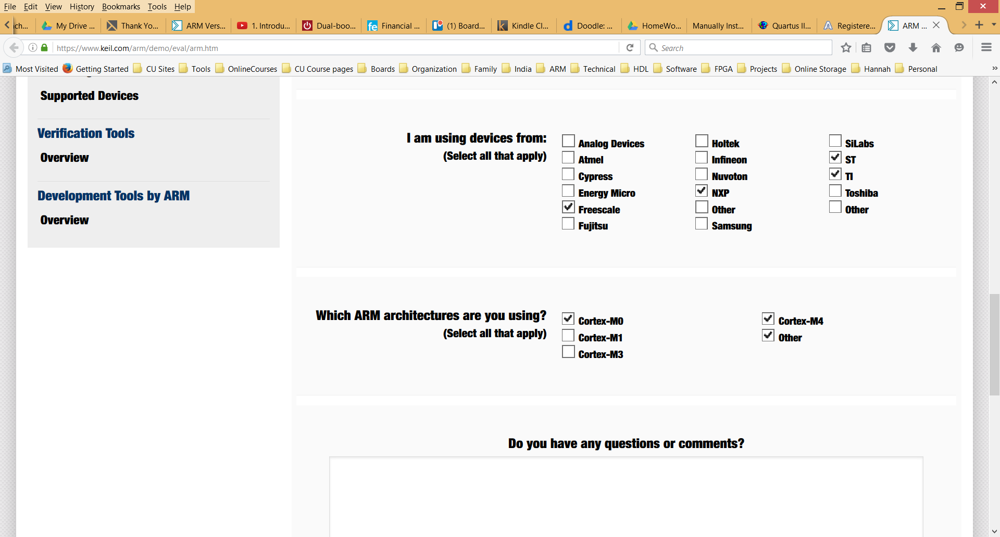 File Edit View History Bookmarks Tools Help
ch... My Drive ... Thank Yo... ARM Vers... 1. Introdu... Dual-boo... Financial ... (1) Board... Kindle Cl... Doodle: ... HomeWo... Manually Inst... Quartus II... Registere... ARM ...
https://www.keil.com/arm/demo/eval/arm.htm Search
Most Visited Getting Started CU Sites Tools OnlineCourses CU Course pages Boards Organization Family India ARM Technical HDL Software FPGA Projects Online Storage Hannah Personal »
Supported Devices
Verification Tools
Overview
Development Tools by ARM
Overview
I am using devices from:
(Select all that apply)
Analog Devices Holtek SiLabs
Atmel Infineon ST
Cypress Nuvoton TI
Energy Micro NXP Toshiba
Freescale Other Other
Fujitsu Samsung
Which ARM architectures are you using?
(Select all that apply)
Cortex-M0 Cortex-M4
Cortex-M1 Other
Cortex-M3
Do you have any questions or comments?